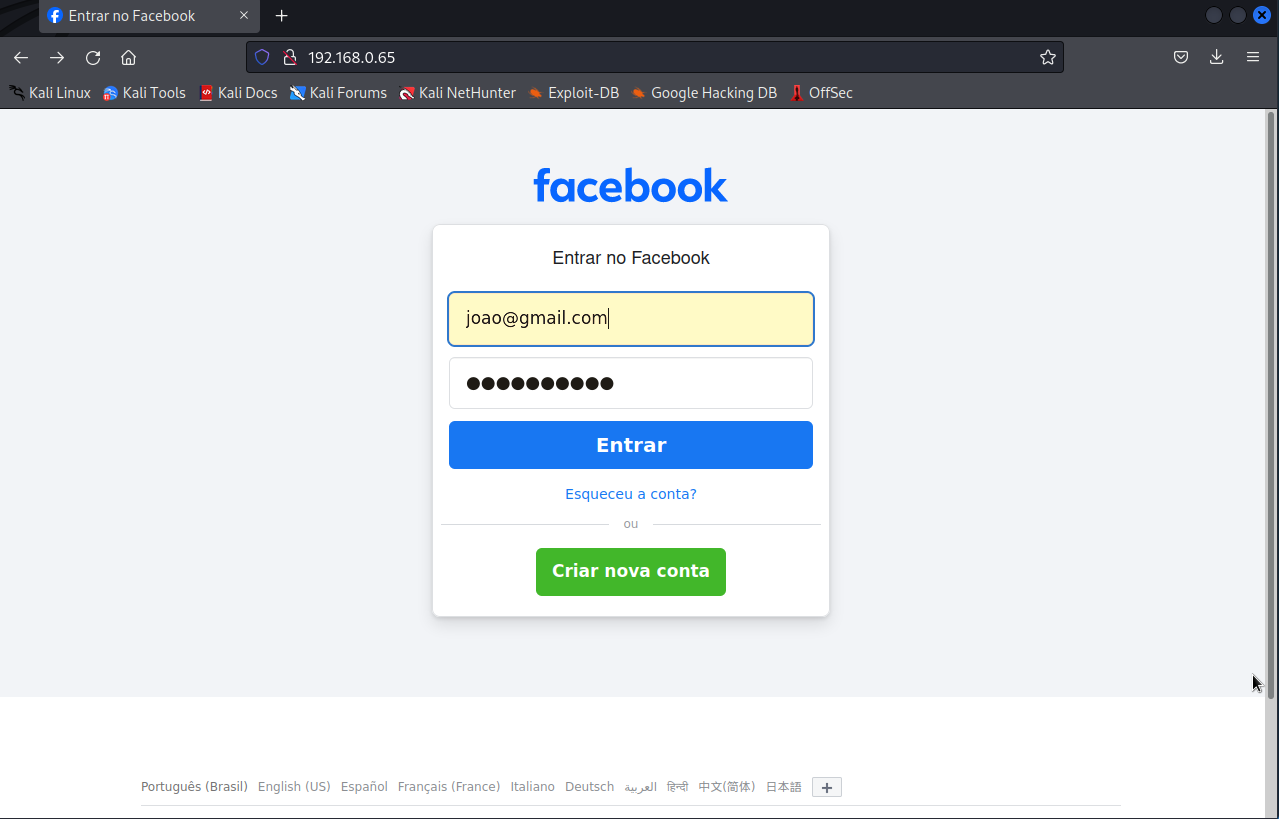 Entrar no Facebook
192.168.0.65
Kali Linux Kali Tools Kali Docs Kali Forums Kali NetHunter Exploit-DB Google Hacking DB OffSec
facebook
Entrar no Facebook
joao@gmail.com
●●●●●●●●●●
Entrar
Esqueceu a conta?
ou
Criar nova conta
Português (Brasil) English (US) Español Français (France) Italiano Deutsch العربية हिन्दी 中文(简体) 日本語 +